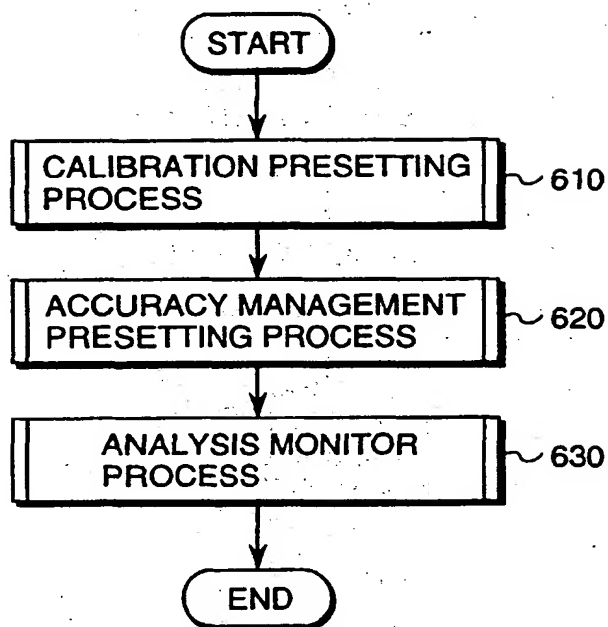 START
CALIBRATION PRESETTING
PROCESS
610
ACCURACY MANAGEMENT
PRESETTING PROCESS
620
ANALYSIS MONITOR
PROCESS
630
END